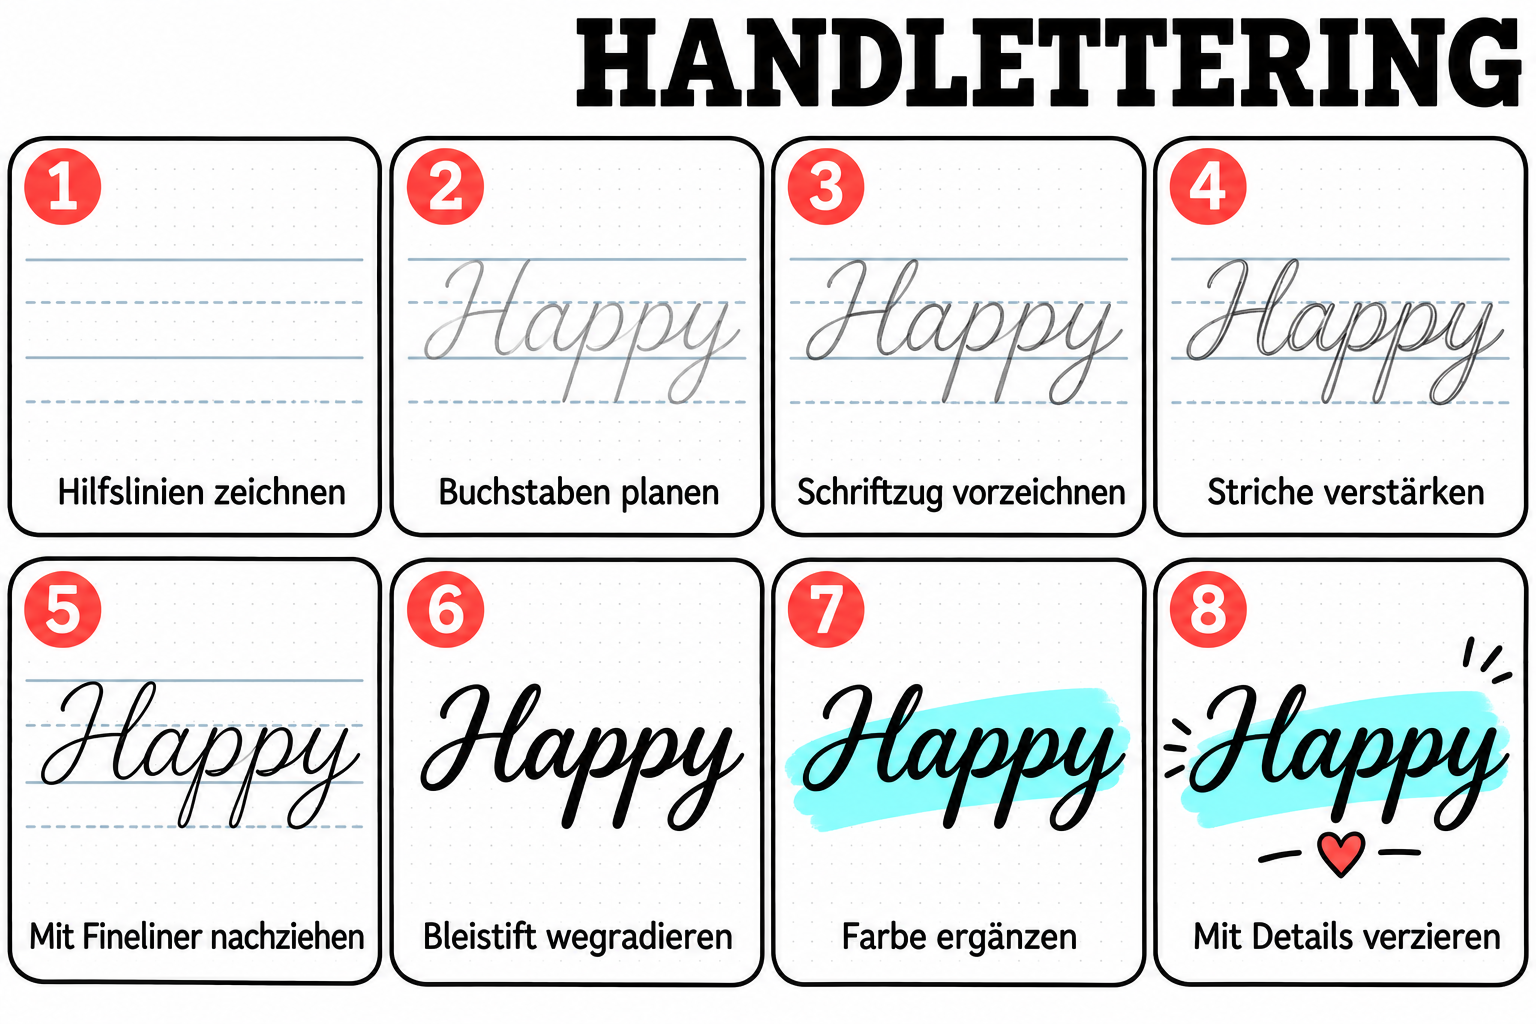 HANDLETTERING
1
Hilfslinien zeichnen
2
Happy
Buchstaben planen
3
Happy
Schriftzug vorzeichnen
4
Happy
Striche verstärken
5
Happy
Mit Fineliner nachziehen
6
Happy
Bleistift wegradieren
7
Happy
Farbe ergänzen
8
Happy
Mit Details verzieren